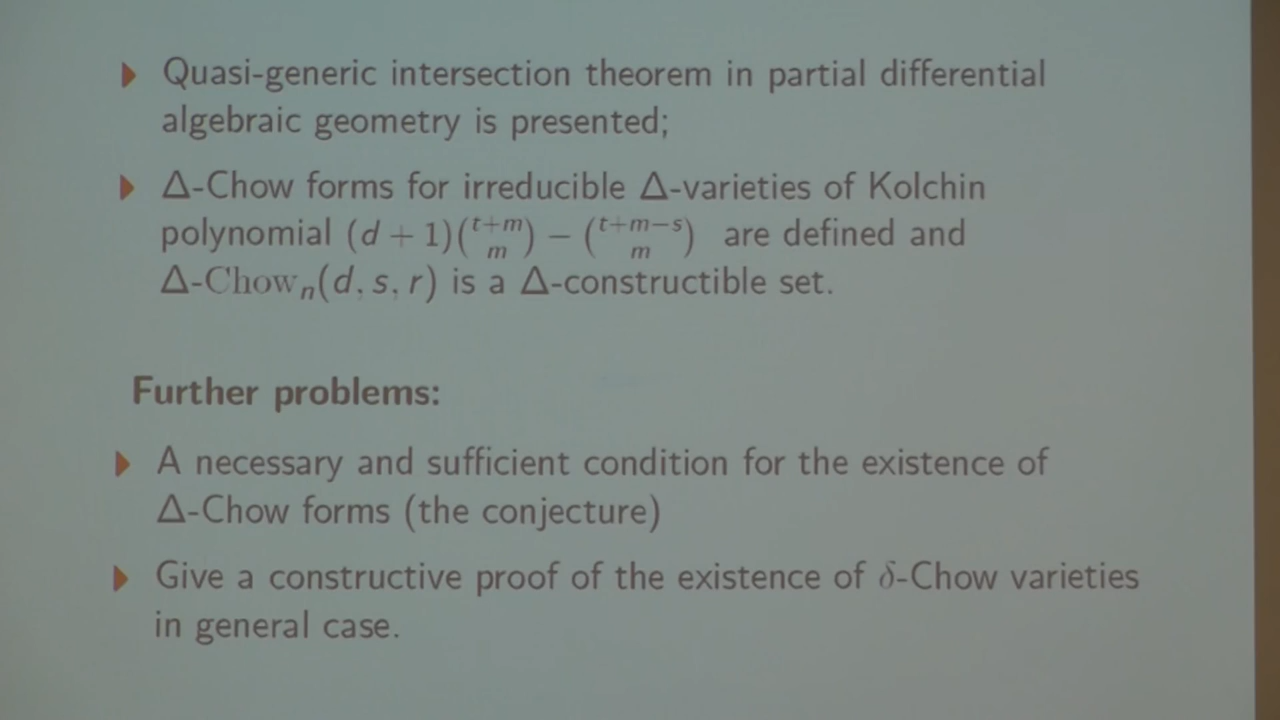 Quasi-generic intersection theorem in partial differential
algebraic geometry is presented;
Δ-Chow forms for irreducible Δ-varieties of Kolchin
polynomial (d + 1)(t+m m) − (t+m−s m) are defined and
Δ-Chow_n(d, s, r) is a Δ-constructible set.
Further problems:
A necessary and sufficient condition for the existence of
Δ-Chow forms (the conjecture)
Give a constructive proof of the existence of δ-Chow varieties
in general case.